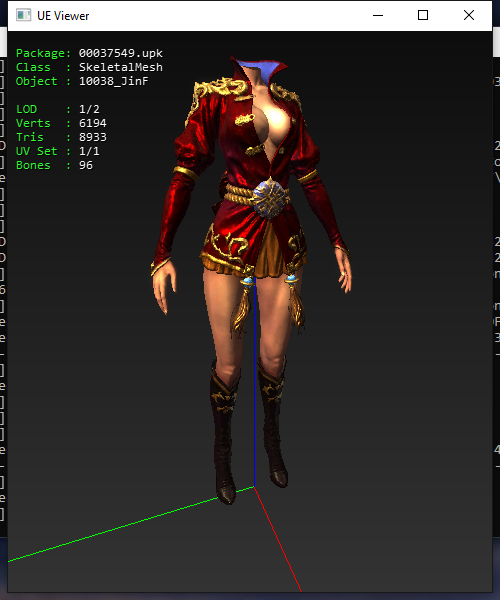 UE Viewer
Package: 00037549.upk
Class : SkeletalMesh
Object : 10038_JinF
LOD : 1/2
Verts : 6194
Tris : 8933
UV Set : 1/1
Bones : 96